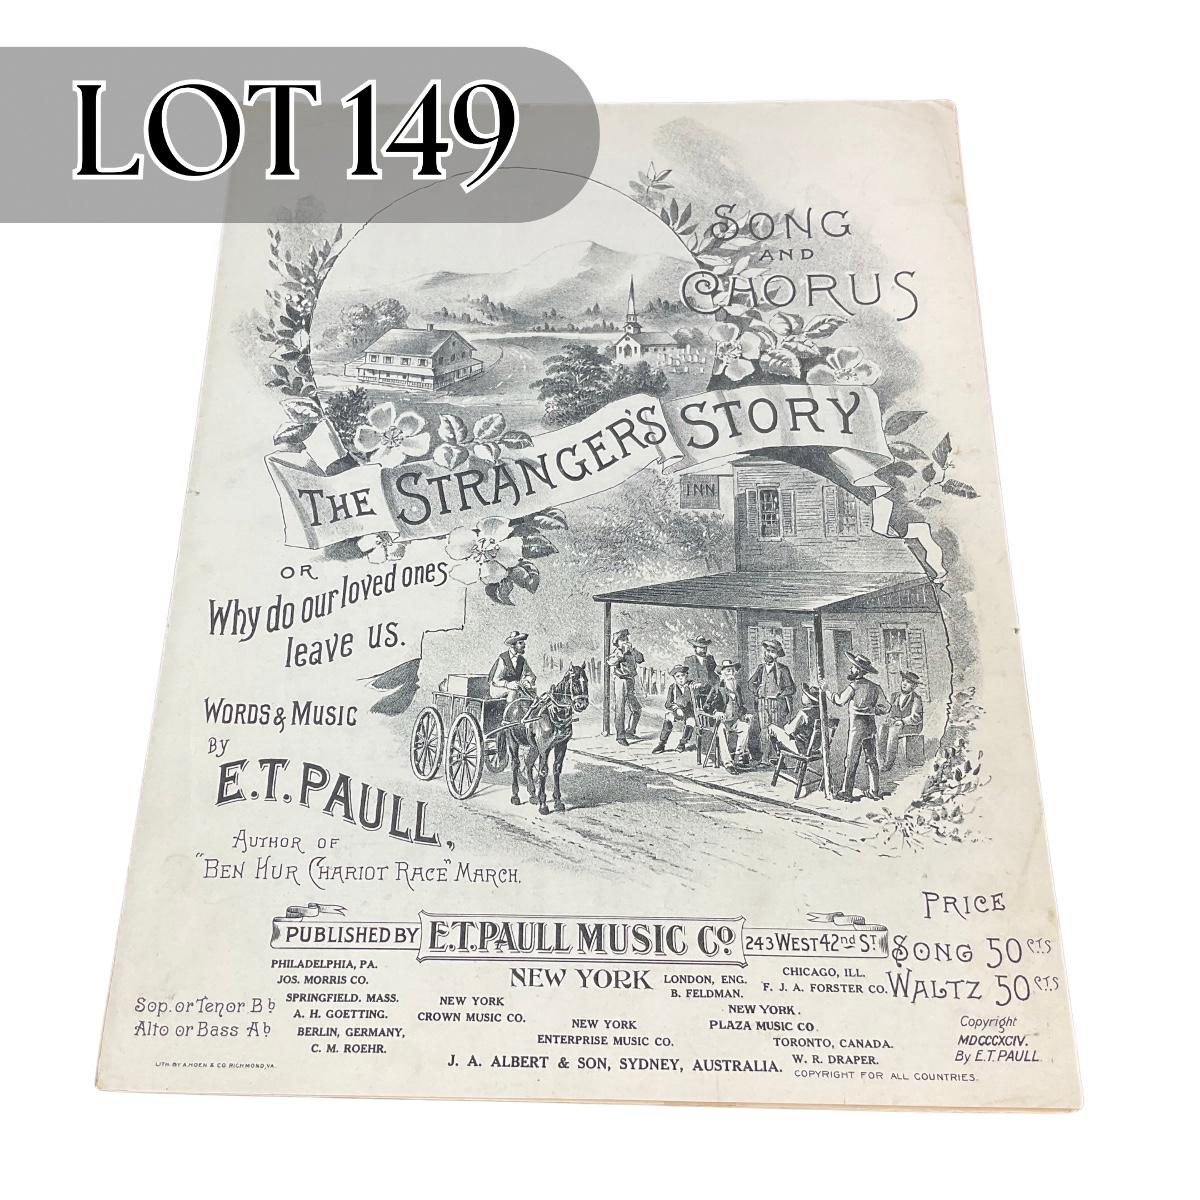 LOT 149
SONG
AND
CHORUS
THE STRANGER'S STORY
INN
OR
Why do our loved ones
leave us.
WORDS & MUSIC
By
E.T. PAULL,
AUTHOR OF
"BEN HUR CHARIOT RACE" MARCH.
PRICE
SONG 50 CTS
WALTZ 50 CTS
PUBLISHED BY E.T. PAULL MUSIC Co. 243 WEST 42nd ST.
NEW YORK
PHILADELPHIA, PA.
JOS. MORRIS CO.
SPRINGFIELD. MASS.
A. H. GOETTING.
BERLIN, GERMANY,
C. M. ROEHR.
NEW YORK
CROWN MUSIC CO.
NEW YORK
ENTERPRISE MUSIC CO.
LONDON, ENG.
B. FELDMAN.
NEW YORK.
PLAZA MUSIC CO.
CHICAGO, ILL.
F. J. A. FORSTER CO.
TORONTO, CANADA.
W. R. DRAPER.
J. A. ALBERT & SON, SYDNEY, AUSTRALIA.
Sop. or Tenor Bb
Alto or Bass Ab
Copyright
MDCCCXCIV.
By E.T. PAULL.
COPYRIGHT FOR ALL COUNTRIES.
LITH. BY A. HOEN & CO. RICHMOND, VA.